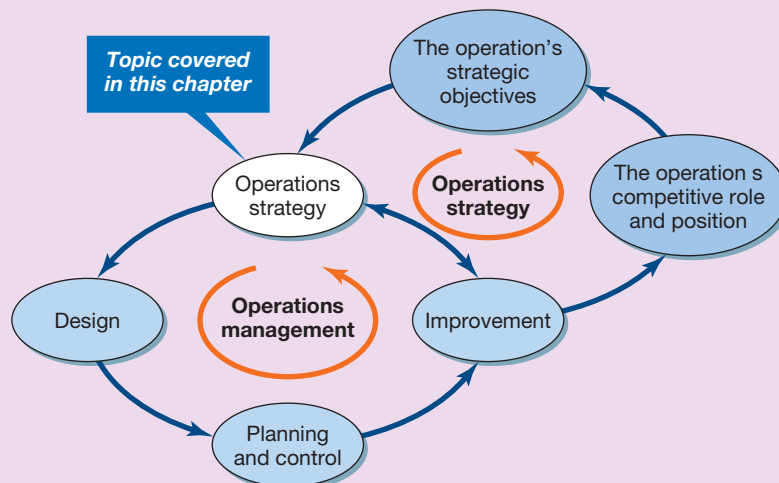 Topic covered
in this chapter
The operation's
strategic
objectives
Operations
strategy
Operations
strategy
The operation s
competitive role
and position
Design
Operations
management
Improvement
Planning
and control